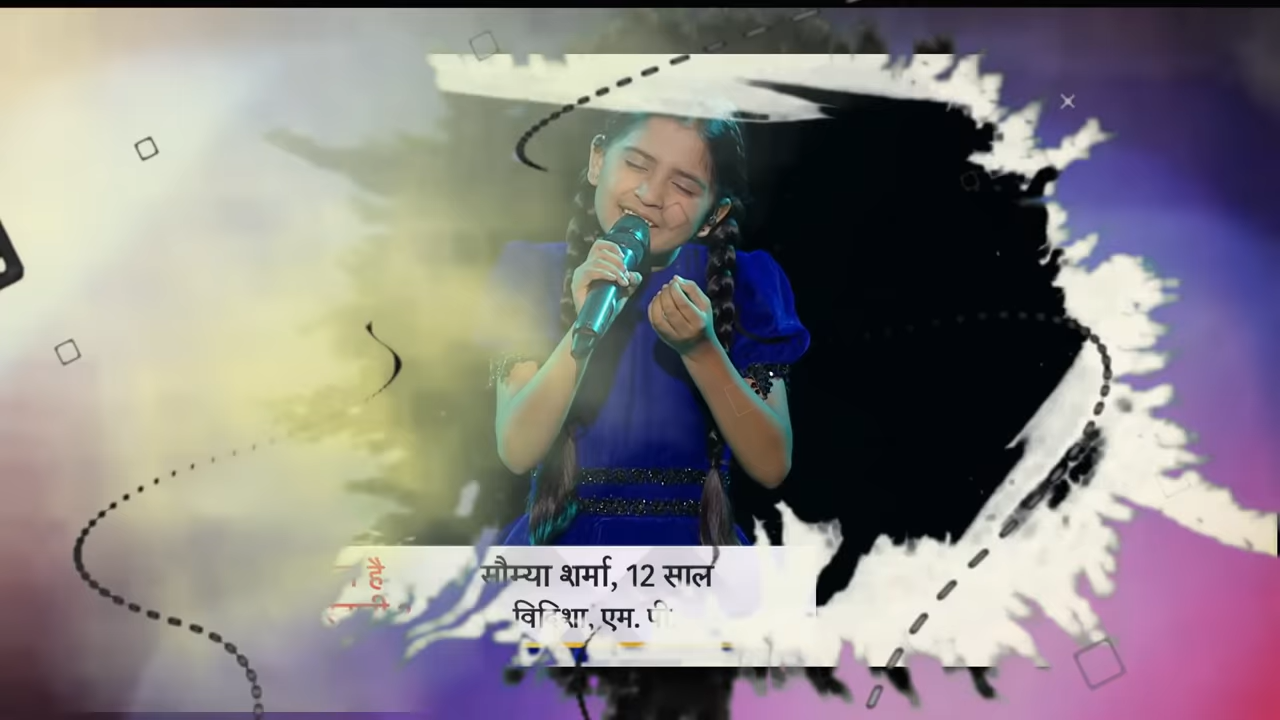 सौम्या शर्मा, 12 साल
विदिशा, एम. पी.